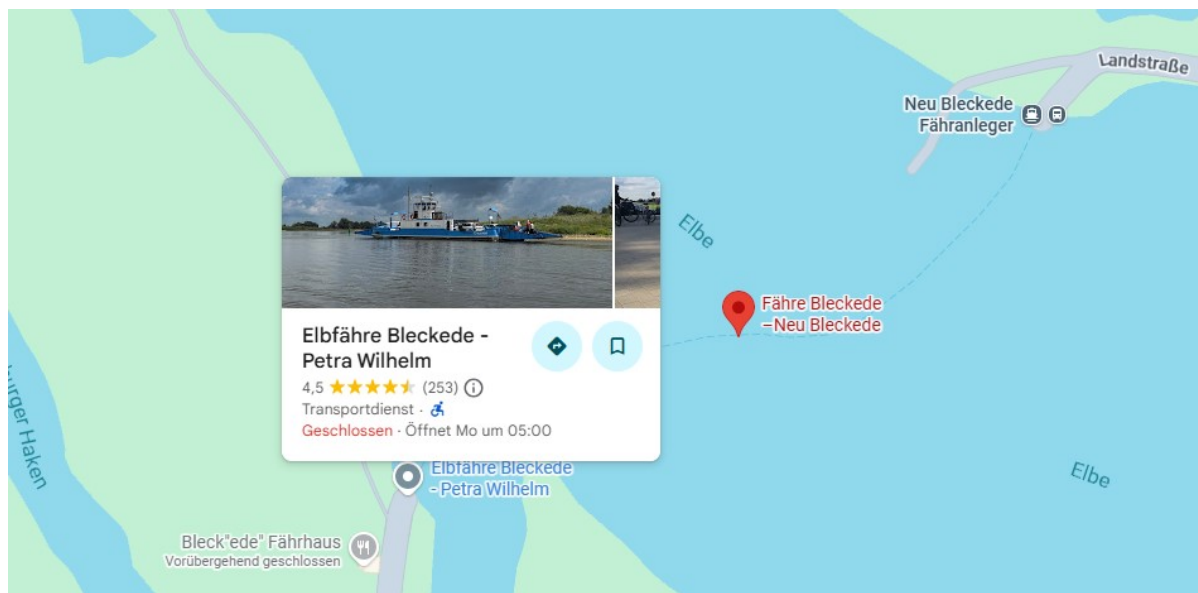 Landstraße
Neu Bleckede
Fähranleger
Elbe
Fähre Bleckede
–Neu Bleckede
Elbfähre Bleckede -
Petra Wilhelm
4,5 (253)
Transportdienst ·
Geschlossen · Öffnet Mo um 05:00
urger Haken
Elbfähre Bleckede
- Petra Wilhelm
Elbe
Bleck"ede" Fährhaus
Vorübergehend geschlossen